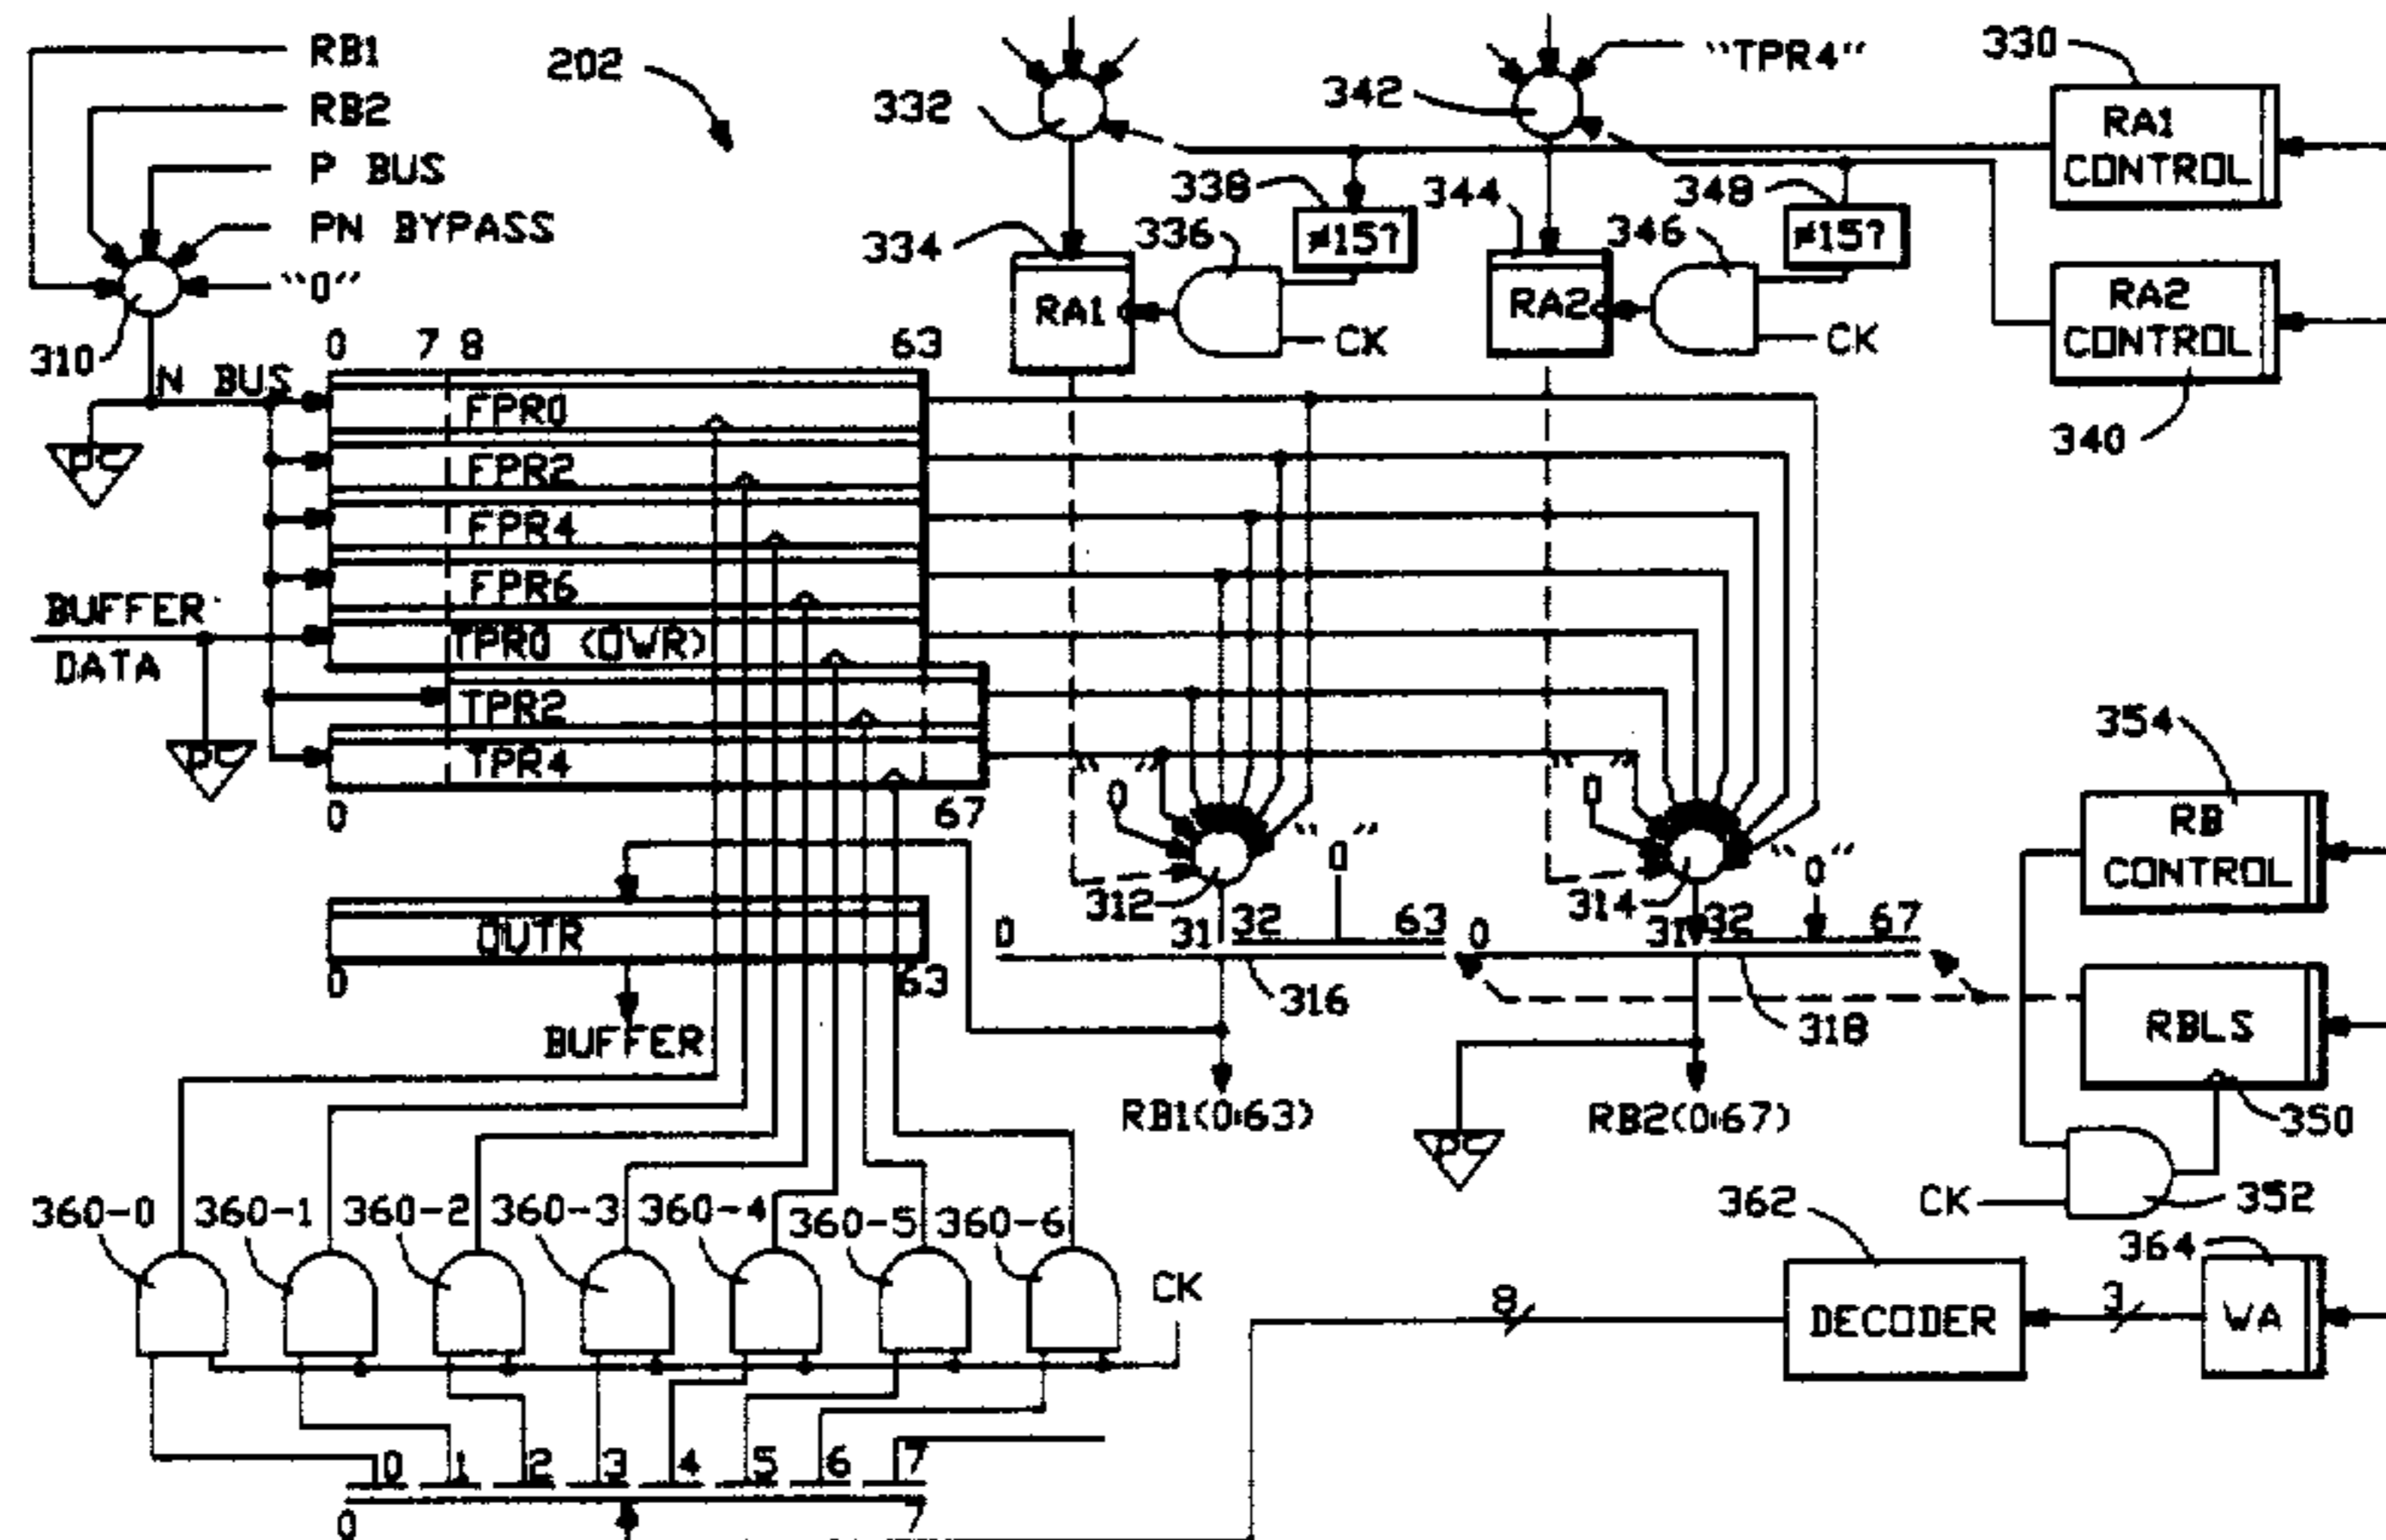 RB1
RB2
P BUS
PN BYPASS
"0"
310
N BUS
PC
202
332
342
"TPR4"
330
RA1
CONTROL
338
≠15?
344
348
≠15?
334
336
346
RA1
RA2
CK
CK
RA2
CONTROL
340
0 7 8 63
FPR0
FPR2
FPR4
FPR6
BUFFER
DATA
TPR0 (OWR)
TPR2
TPR4
PC
0 67
"0"
"0"
"0"
"0"
312
314
354
RB
CONTROL
OUTR
0 63
BUFFER
0 31 32 63
0 31 32 67
316
318
RBLS
350
RB1(0:63)
RB2(0:67)
PC
CK
352
360-0 360-1 360-2 360-3 360-4 360-5 360-6
CK
362
DECODER
364
WA
8
3
0 1 2 3 4 5 6 7
0 7